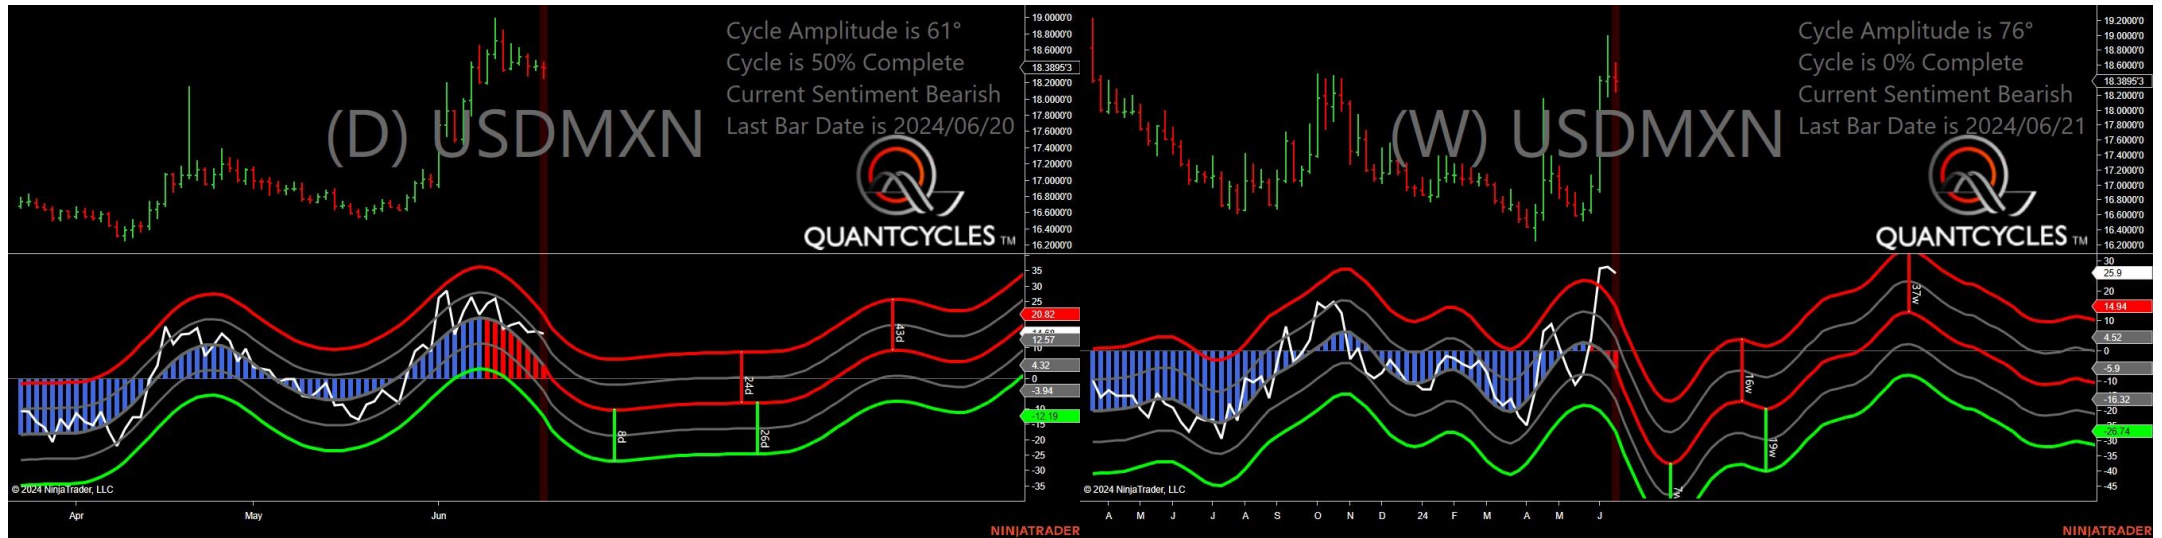 Cycle Amplitude is 61°
Cycle is 50% Complete
Current Sentiment Bearish
Last Bar Date is 2024/06/20
(D) USDMXN
QUANTCYCLES TM
19.0000'0
18.8000'0
18.6000'0
18.3895'3
18.2000'0
18.0000'0
17.8000'0
17.6000'0
17.4000'0
17.2000'0
17.0000'0
16.8000'0
16.6000'0
16.4000'0
16.2000'0
35
30
25
20.82
12.57
10
4.32
0
-3.94
-12.19
-15
-20
-25
-30
-35
8d
24d
26d
43d
© 2024 NinjaTrader, LLC
Apr
May
Jun
NINJATRADER
Cycle Amplitude is 76°
Cycle is 0% Complete
Current Sentiment Bearish
Last Bar Date is 2024/06/21
(W) USDMXN
QUANTCYCLES TM
19.2000'0
19.0000'0
18.8000'0
18.6000'0
18.3895'3
18.2000'0
18.0000'0
17.8000'0
17.6000'0
17.4000'0
17.2000'0
17.0000'0
16.8000'0
16.6000'0
16.4000'0
16.2000'0
30
25.9
20
14.94
10
4.52
0
-5.9
-10
-16.32
-20
-26.74
-30
-35
-40
-45
7w
16w
19w
37w
© 2024 NinjaTrader, LLC
A
M
J
J
A
S
O
N
D
24
F
M
A
M
J
NINJATRADER